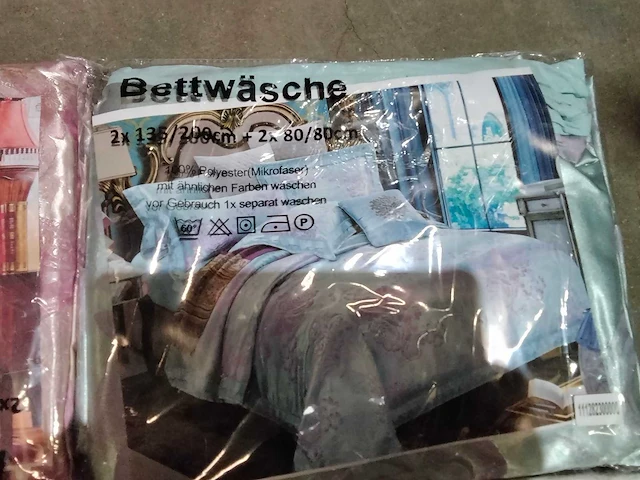 Bettwäsche
2x 135/200cm + 2x 80/80cm
100% Polyester(Mikrofaser)
mit ähnlichen Farben waschen
vor Gebrauch 1x separat waschen
60° P
x2